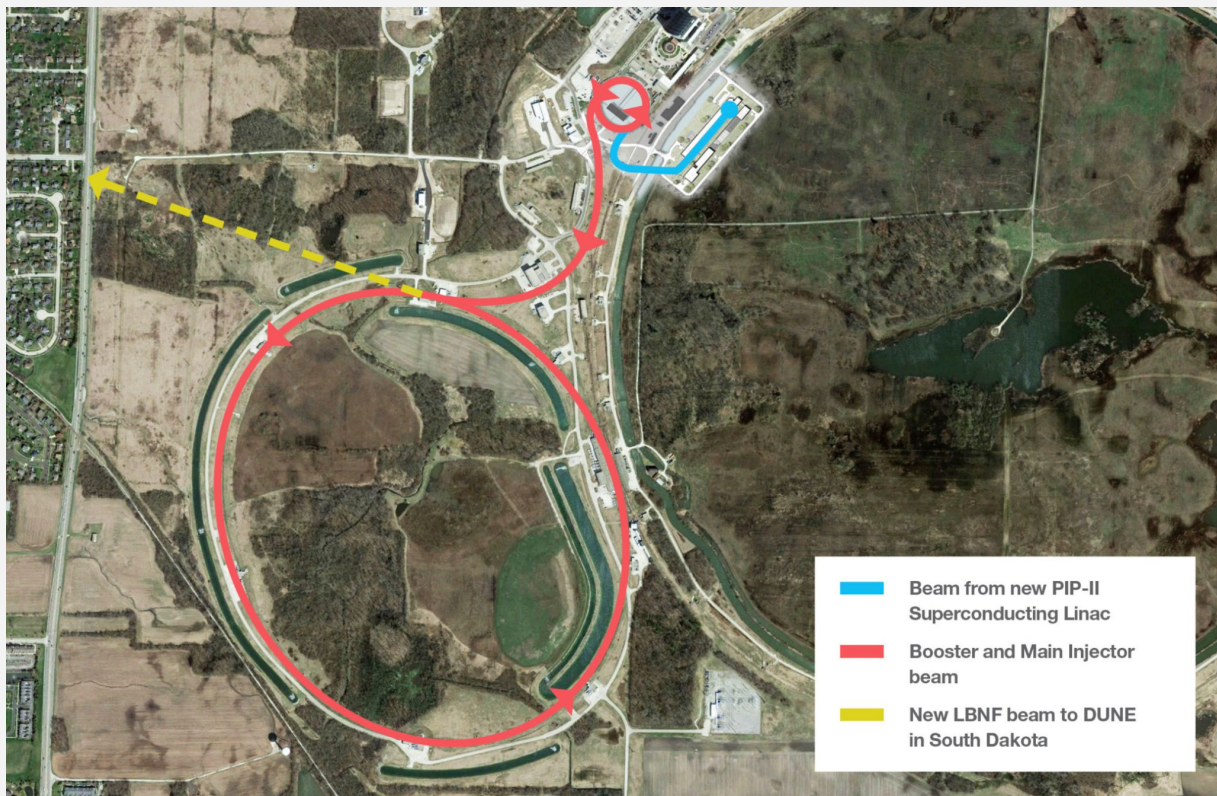 Beam from new PIP-II
Superconducting Linac
Booster and Main Injector
beam
New LBNF beam to DUNE
in South Dakota